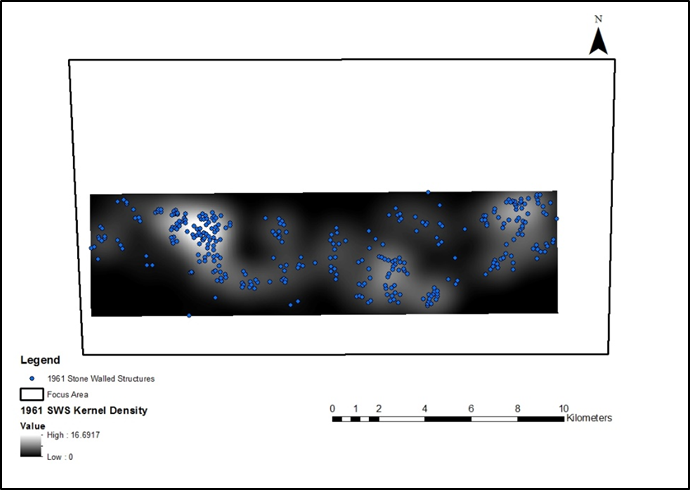 N
Legend
1961 Stone Walled Structures
Focus Area
1961 SWS Kernel Density
Value
High : 16.6917
Low : 0
0 1 2 4 6 8 10
Kilometers